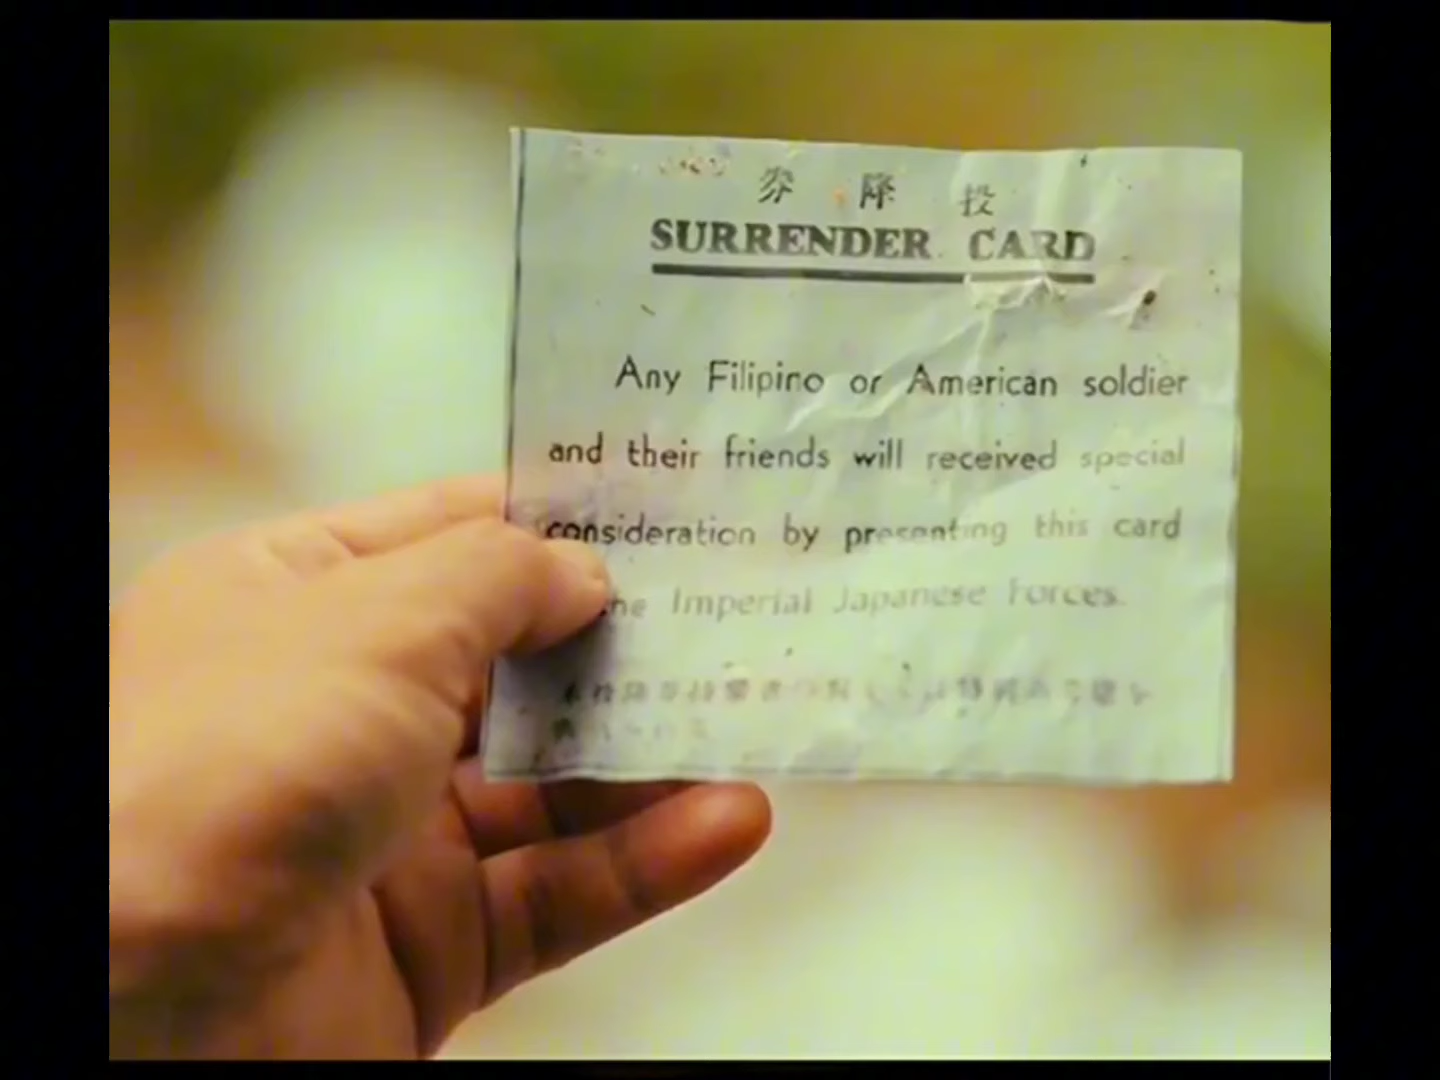 券 降 投
SURRENDER CARD
Any Filipino or American soldier
and their friends will received special
consideration by presenting this card
the Imperial Japanese Forces.